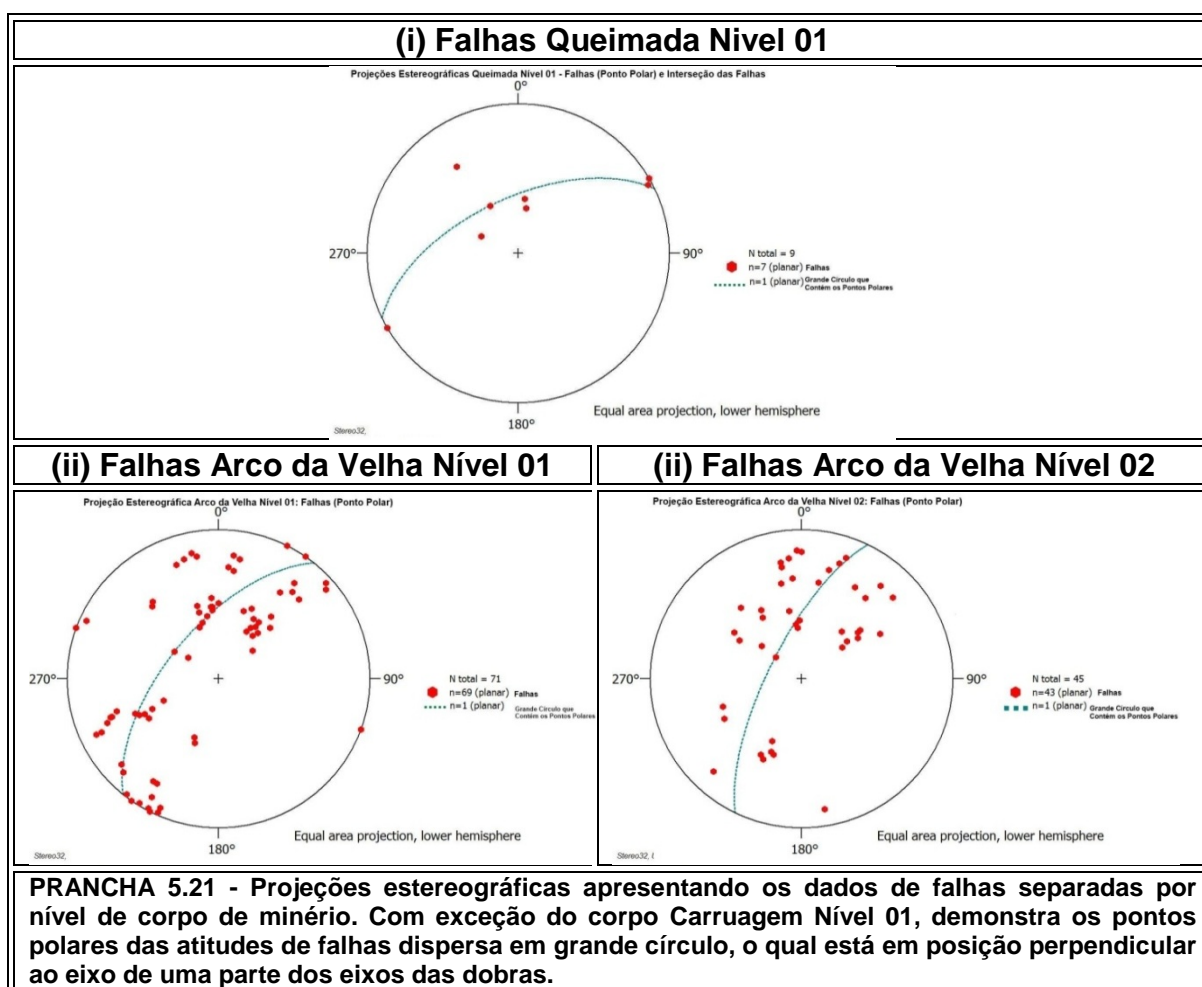 (i) Falhas Queimada Nivel 01
Projeções Estereográficas Queimada Nível 01 - Falhas (Ponto Polar) e Interseção das Falhas
0°
270°
90°
180°
N total = 9
n=7 (planar) Falhas
n=1 (planar) Grande Círculo que
Contém os Pontos Polares
Equal area projection, lower hemisphere
Stereo32,
(ii) Falhas Arco da Velha Nível 01
Projeção Estereográfica Arco da Velha Nível 01: Falhas (Ponto Polar)
0°
270°
90°
180°
N total = 71
n=69 (planar) Falhas
n=1 (planar) Grande Círculo que
Contém os Pontos Polares
Equal area projection, lower hemisphere
Stereo32,
(ii) Falhas Arco da Velha Nível 02
Projeção Estereográfica Arco da Velha Nível 02: Falhas (Ponto Polar)
0°
270°
90°
180°
N total = 45
n=43 (planar) Falhas
n=1 (planar) Grande Círculo que
Contém os Pontos Polares
Equal area projection, lower hemisphere
Stereo32, (
PRANCHA 5.21 - Projeções estereográficas apresentando os dados de falhas separadas por
nível de corpo de minério. Com exceção do corpo Carruagem Nível 01, demonstra os pontos
polares das atitudes de falhas dispersa em grande círculo, o qual está em posição perpendicular
ao eixo de uma parte dos eixos das dobras.